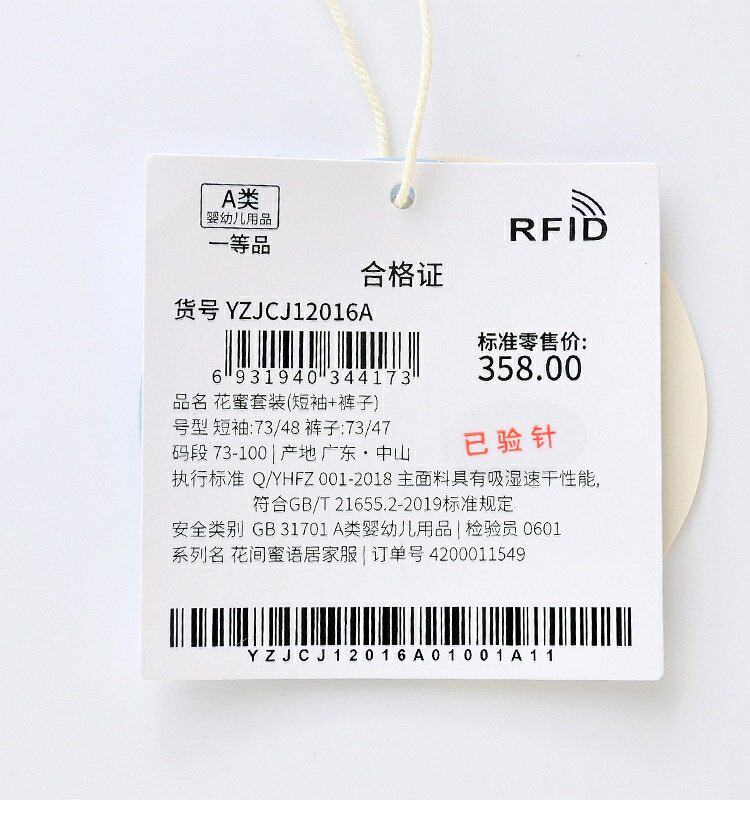 A类
婴幼儿用品
一等品
RFID
合格证
货号 YZJCJ12016A
6 931940 344173
标准零售价:
358.00
品名 花蜜套装(短袖+裤子)
号型 短袖:73/48 裤子:73/47
码段 73-100 | 产地 广东·中山
已验针
执行标准 Q/YHFZ 001-2018 主面料具有吸湿速干性能,
符合GB/T 21655.2-2019标准规定
安全类别 GB 31701 A类婴幼儿用品 | 检验员 0601
系列名 花间蜜语居家服 | 订单号 4200011549
YZJCJ12016A01001A11